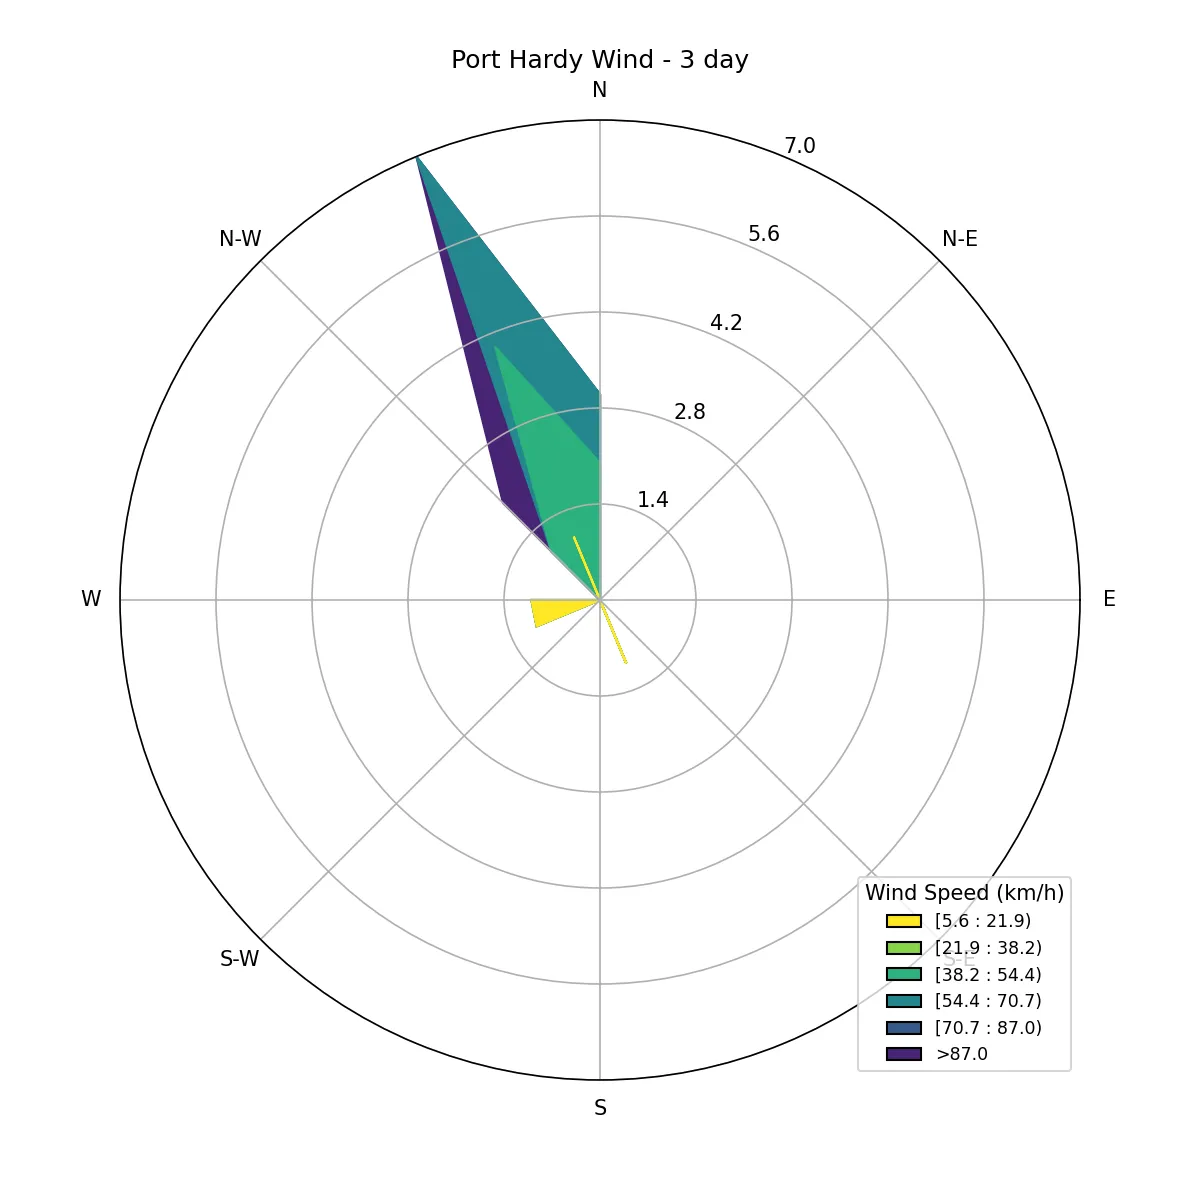 Port Hardy Wind - 3 day
N
7.0
N-W
5.6
N-E
4.2
2.8
1.4
W
E
Wind Speed (km/h)
[5.6 : 21.9)
[21.9 : 38.2)
S-W
S-E
[38.2 : 54.4)
[54.4 : 70.7)
[70.7 : 87.0)
>87.0
S